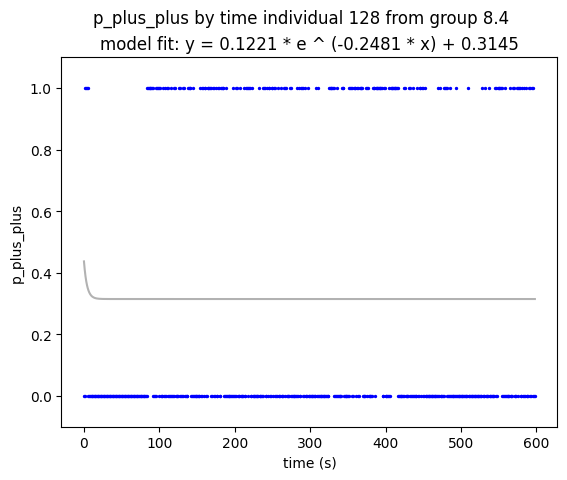 p_plus_plus by time individual 128 from group 8.4
model fit: y = 0.1221 * e ^ (-0.2481 * x) + 0.3145
1.0
0.8
0.6
0.4
0.2
0.0
p_plus_plus
0 100 200 300 400 500 600
time (s)